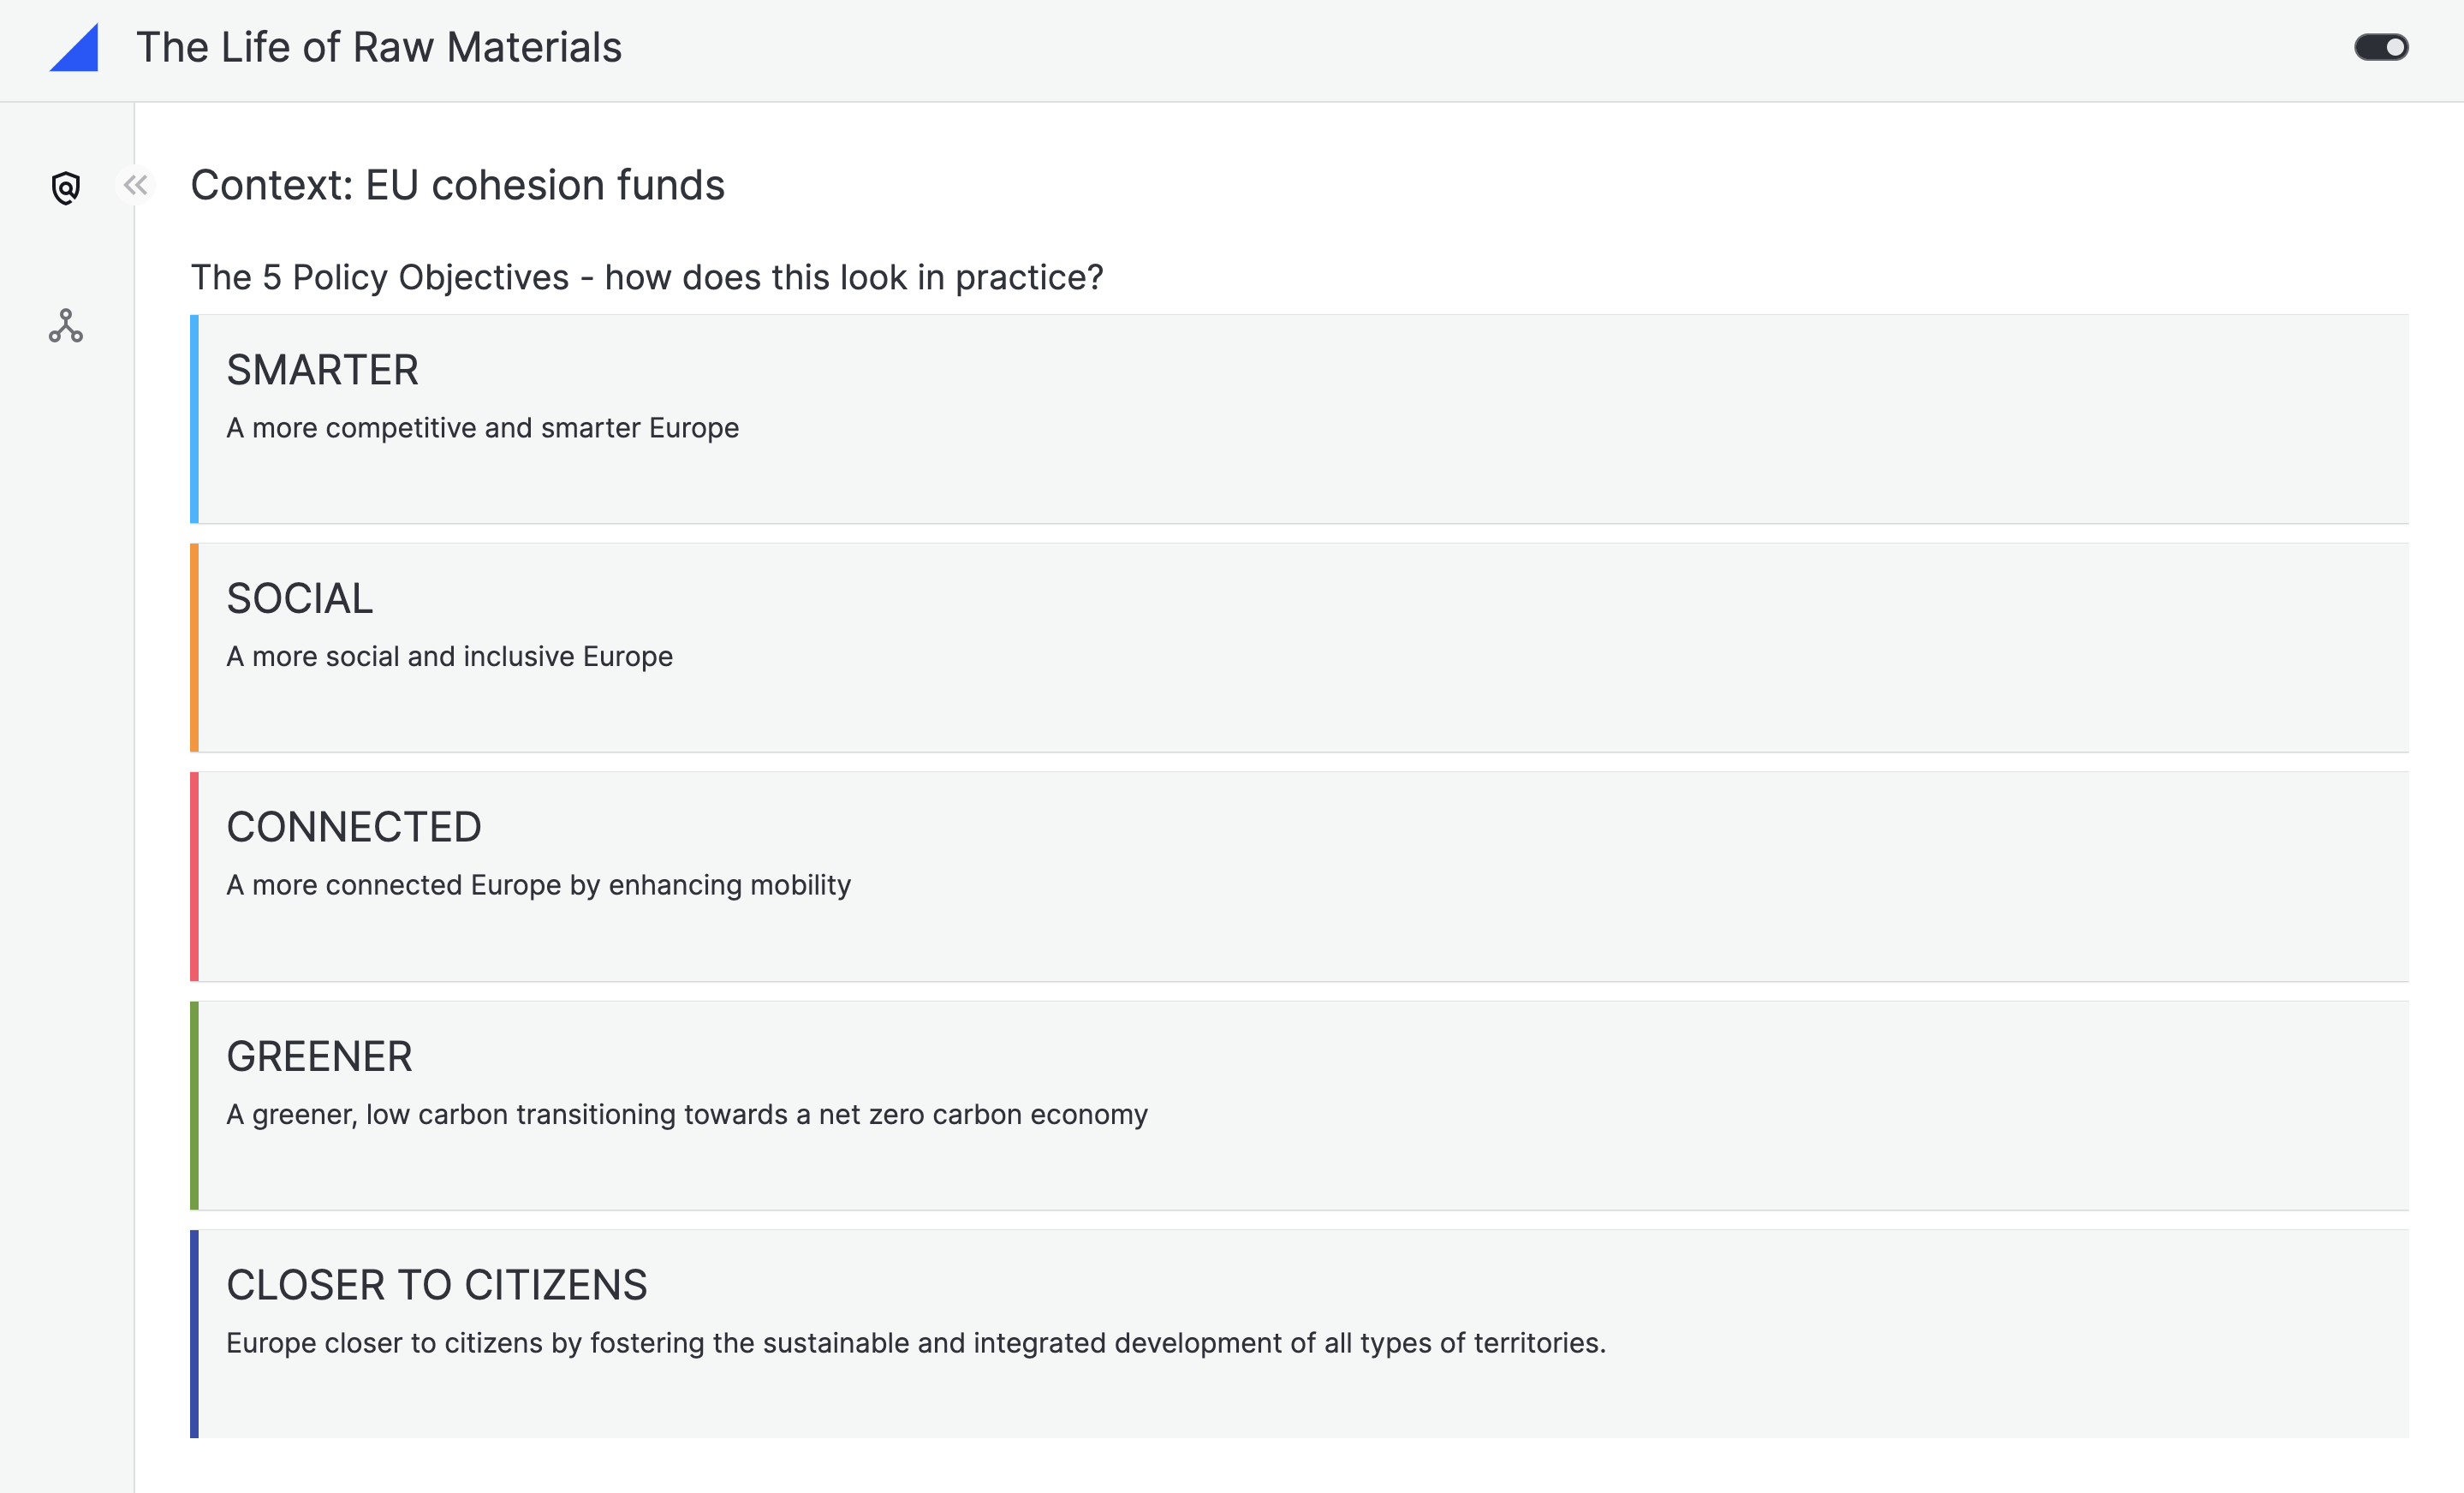 The Life of Raw Materials
Context: EU cohesion funds
The 5 Policy Objectives - how does this look in practice?
SMARTER
A more competitive and smarter Europe
SOCIAL
A more social and inclusive Europe
CONNECTED
A more connected Europe by enhancing mobility
GREENER
A greener, low carbon transitioning towards a net zero carbon economy
CLOSER TO CITIZENS
Europe closer to citizens by fostering the sustainable and integrated development of all types of territories.